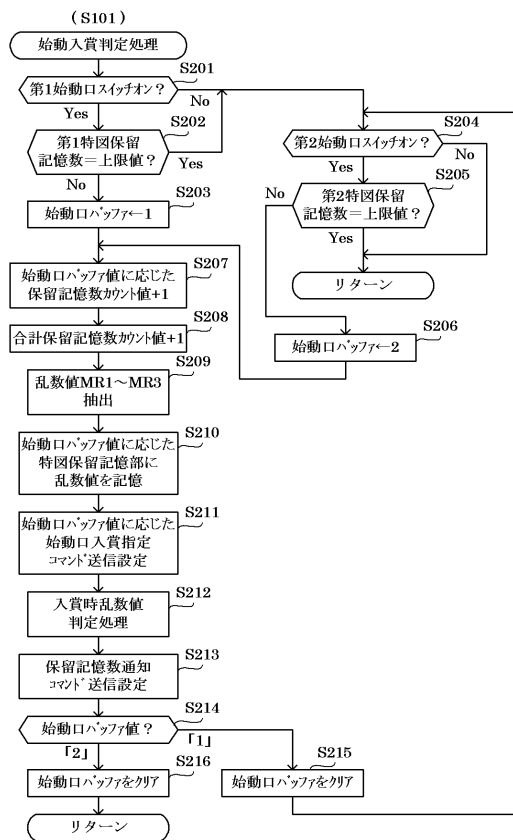 (S101)
始動入賞判定処理
S201
第1始動口スイッチオン？
No
Yes
S202
第1特図保留
記憶数＝上限値？
Yes
No
S203
始動口バッファ←1
S204
第2始動口スイッチオン？
No
Yes
S205
第2特図保留
記憶数＝上限値？
No
Yes
リターン
S206
始動口バッファ←2
S207
始動口バッファ値に応じた
保留記憶数カウント値+1
S208
合計保留記憶数カウント値+1
S209
乱数値MR1～MR3
抽出
S210
始動口バッファ値に応じた
特図保留記憶部に
乱数値を記憶
S211
始動口バッファ値に応じた
始動口入賞指定
コマンド送信設定
S212
入賞時乱数値
判定処理
S213
保留記憶数通知
コマンド送信設定
S214
始動口バッファ値？
「2」
「1」
S216
始動口バッファをクリア
S215
始動口バッファをクリア
リターン